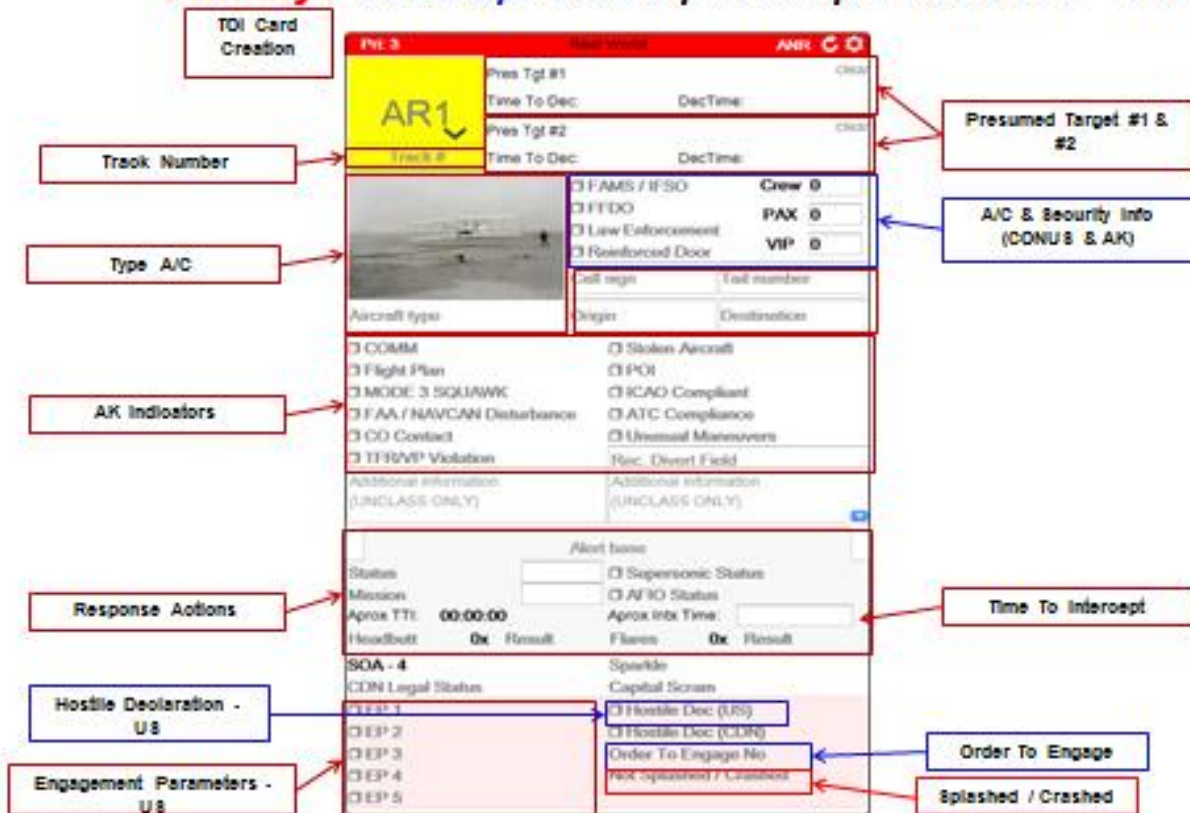 TOI Card
Creation
Pri: 3
Real World
ANR
AR1
Track #
Pres Tgt #1
clear
Time To Dec:
DecTime:
Pres Tgt #2
clear
Time To Dec:
DecTime:
Presumed Target #1 &
#2
Track Number
FAMS / IFSO
Crew 0
FFDO
PAX 0
Law Enforcement
VIP 0
Reinforced Door
A/C & Security Info
(CONUS & AK)
Type A/C
Call sign
Tail number
Aircraft type
Origin
Destination
COMM
Stolen Aircraft
Flight Plan
POI
MODE 3 SQUAWK
ICAO Compliant
FAA / NAVCAN Disturbance
ATC Compliance
CO Contact
Unusual Maneuvers
TFR/VIP Violation
Rec. Divert Field
AK Indicators
Additional information
(UNCLASS ONLY)
Additional information
(UNCLASS ONLY)
Alert base
Status
Supersonic Status
Mission
AFIO Status
Aprox TTI: 00:00:00
Aprox Intx Time:
Headbutt 0x Result
Flares 0x Result
Response Actions
Time To Intercept
SOA - 4
Sparkle
CDN Legal Status
Capital Scram
Hostile Declaration -
US
EP 1
Hostile Dec (US)
EP 2
Hostile Dec (CDN)
EP 3
Order To Engage No
EP 4
Not Splashed / Crashed
EP 5
Order To Engage
Engagement Parameters -
US
Splashed / Crashed